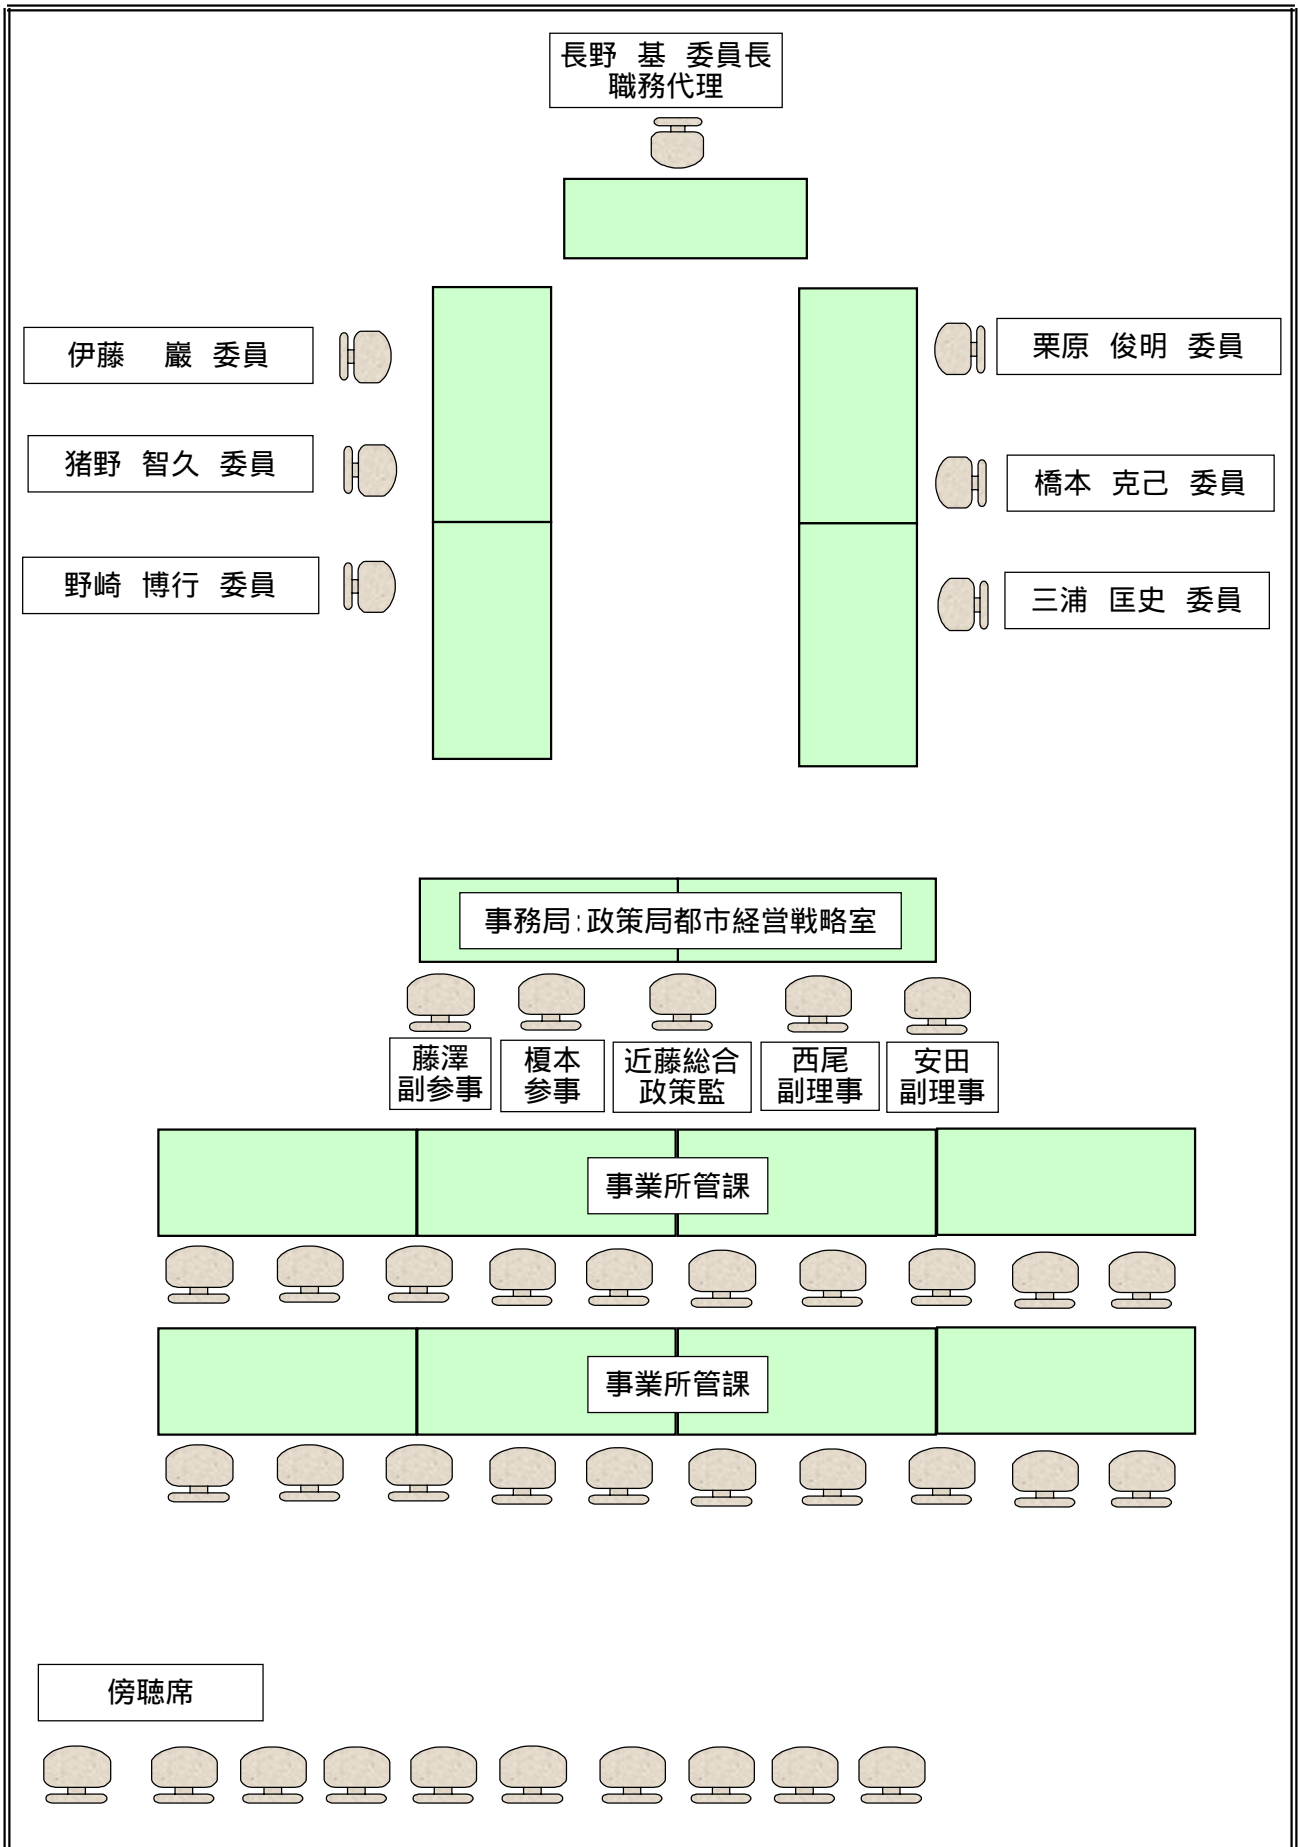 長野 基 委員長
職務代理
伊藤 巖 委員
栗原 俊明 委員
猪野 智久 委員
橋本 克己 委員
野崎 博行 委員
三浦 匡史 委員
事務局:政策局都市経営戦略室
藤澤
副参事
榎本
参事
近藤総合
政策監
西尾
副理事
安田
副理事
事業所管課
事業所管課
傍聴席